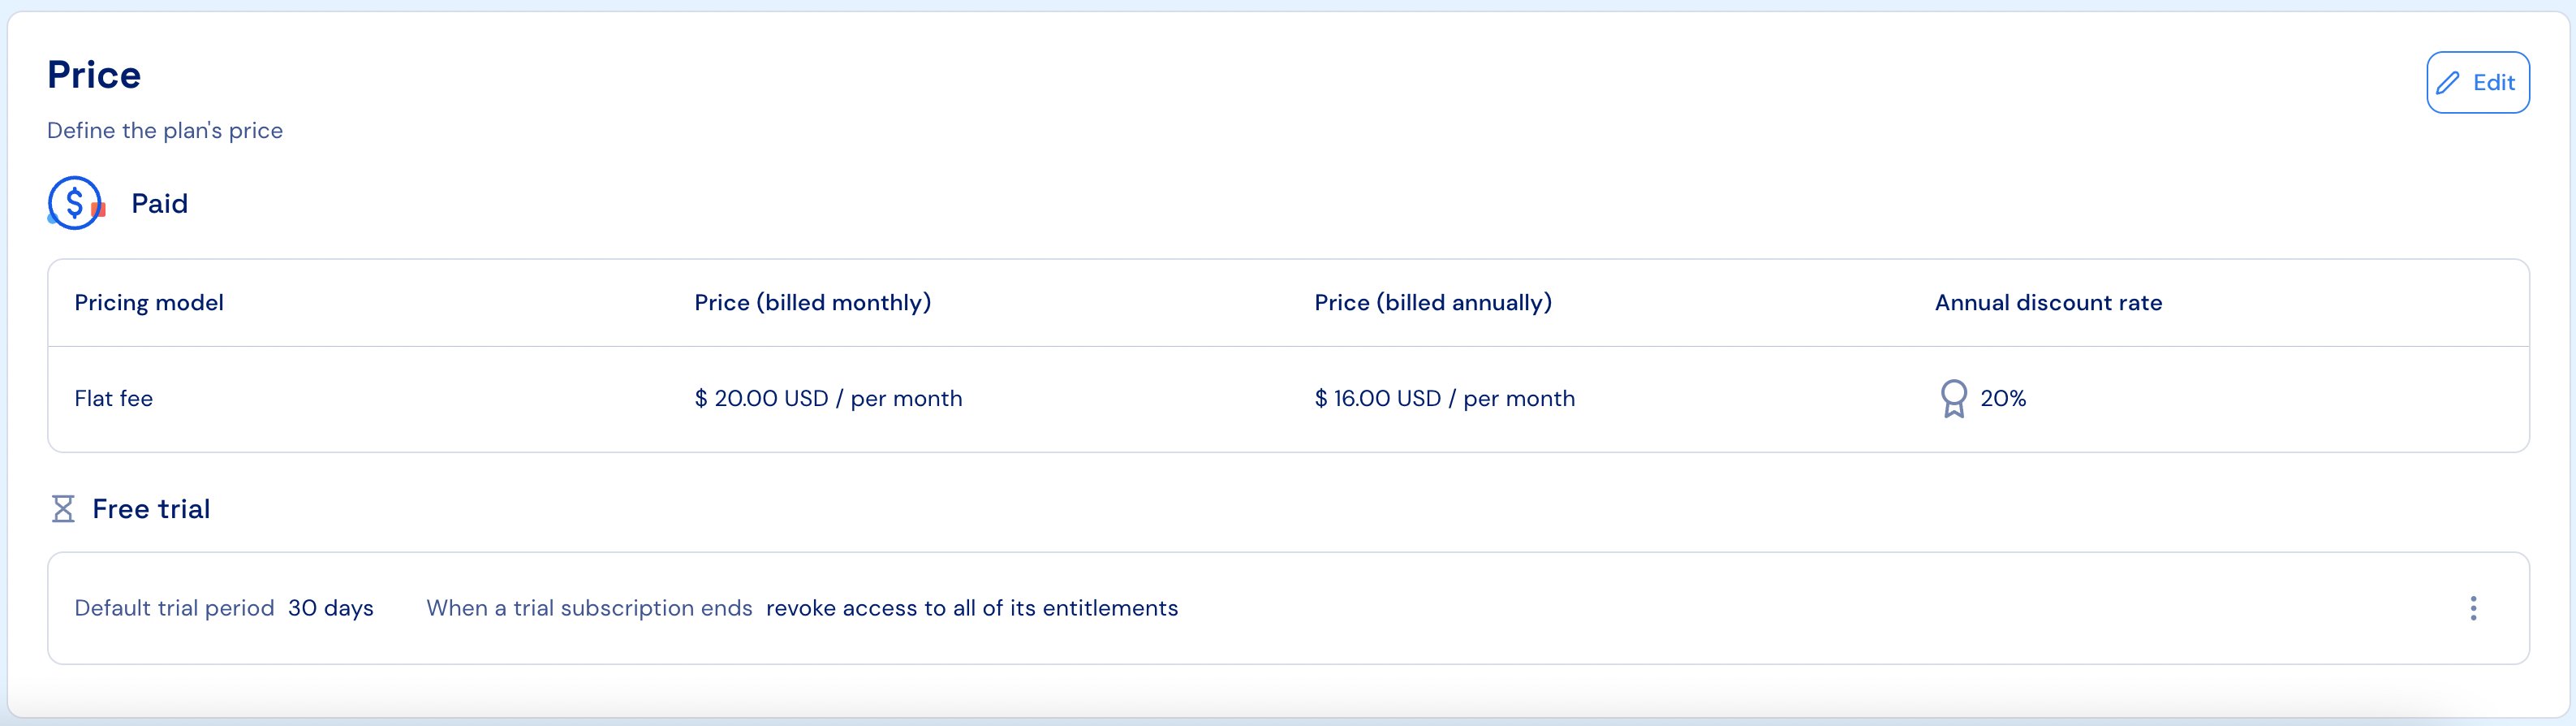 Price
Edit
Define the plan's price
$ Paid
Pricing model Price (billed monthly) Price (billed annually) Annual discount rate
Flat fee $ 20.00 USD / per month $ 16.00 USD / per month 20%
Free trial
Default trial period 30 days When a trial subscription ends revoke access to all of its entitlements